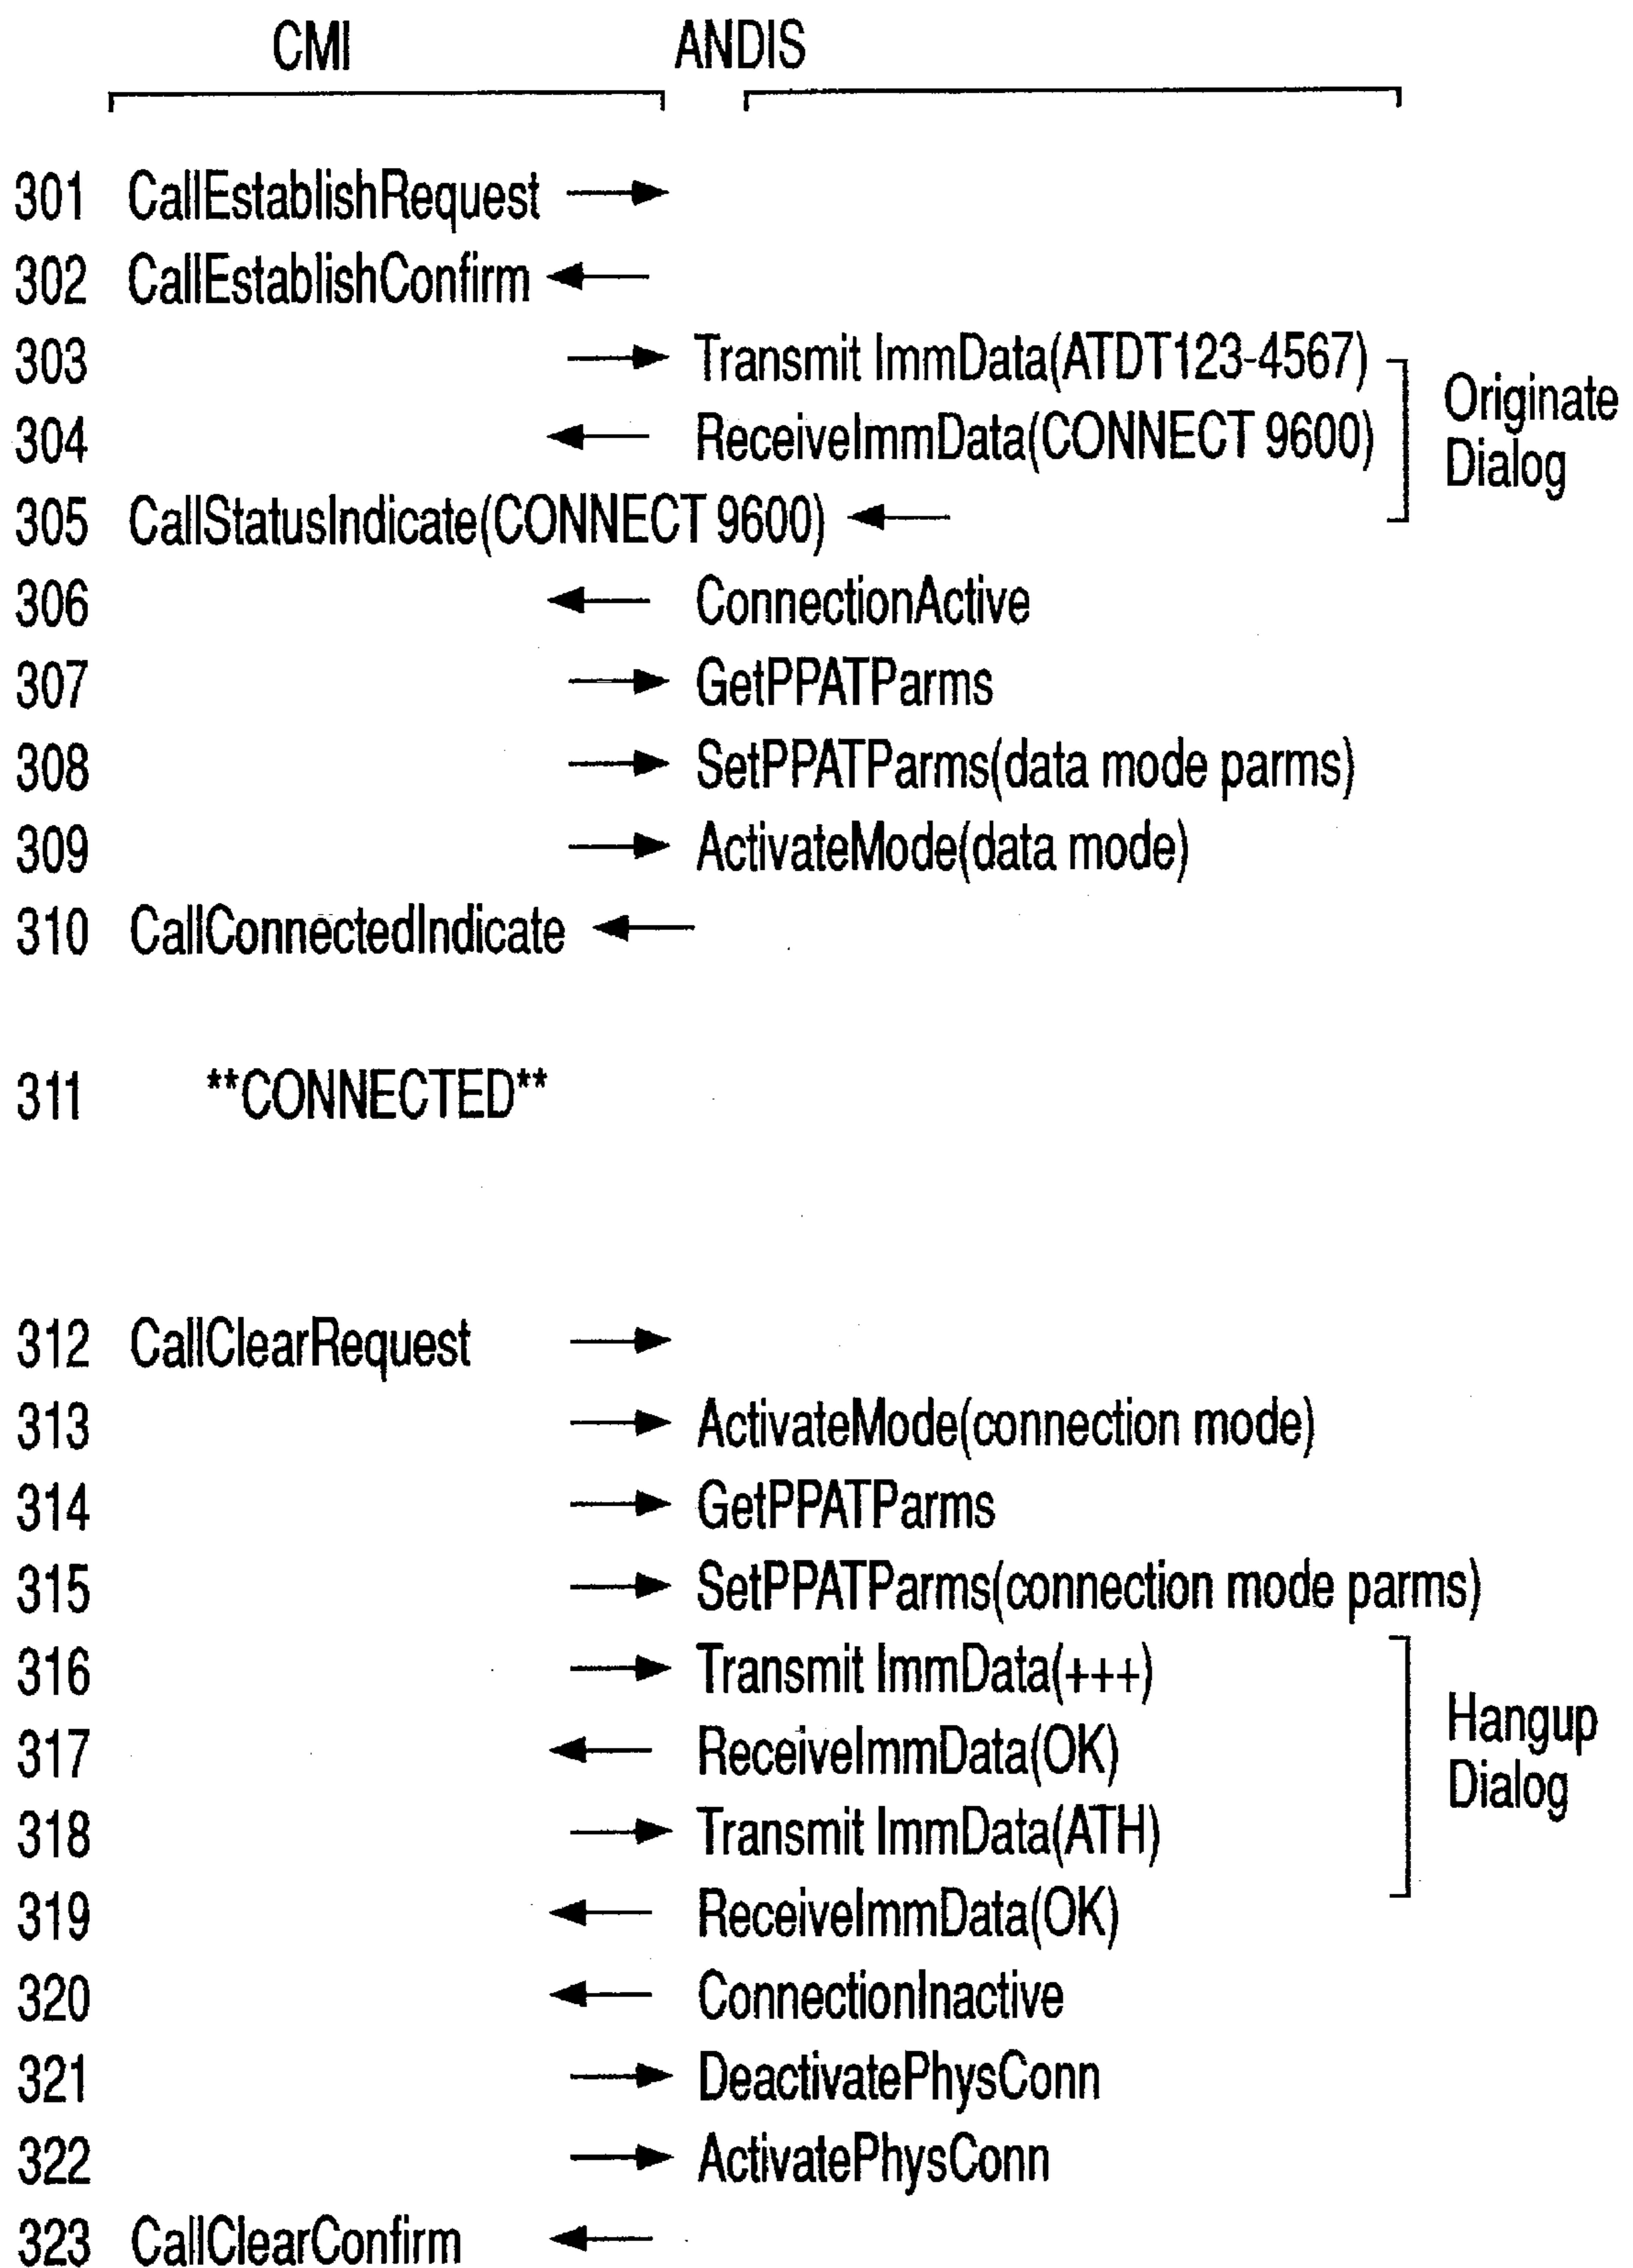 CMI ANDIS
301 CallEstablishRequest
302 CallEstablishConfirm
303 Transmit ImmData(ATDT123-4567)
304 ReceiveImmData(CONNECT 9600)
Originate
Dialog
305 CallStatusIndicate(CONNECT 9600)
306 ConnectionActive
307 GetPPATParms
308 SetPPATParms(data mode parms)
309 ActivateMode(data mode)
310 CallConnectedIndicate
311 **CONNECTED**
312 CallClearRequest
313 ActivateMode(connection mode)
314 GetPPATParms
315 SetPPATParms(connection mode parms)
316 Transmit ImmData(+++)
317 ReceiveImmData(OK)
Hangup
Dialog
318 Transmit ImmData(ATH)
319 ReceiveImmData(OK)
320 ConnectionInactive
321 DeactivatePhysConn
322 ActivatePhysConn
323 CallClearConfirm